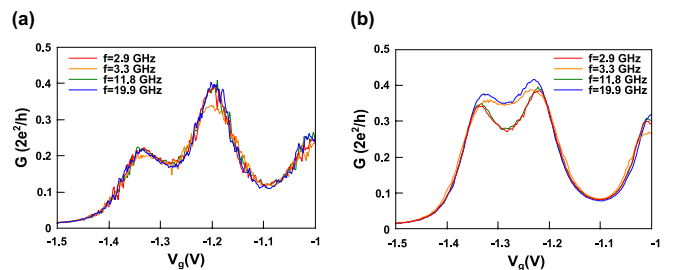 (a)
0.5
0.4
0.3
0.2
0.1
0
G (2e²/h)
f=2.9 GHz
f=3.3 GHz
f=11.8 GHz
f=19.9 GHz
-1.5 -1.4 -1.3 -1.2 -1.1 -1
Vg(V)
(b)
0.5
0.4
0.3
0.2
0.1
0
G (2e²/h)
f=2.9 GHz
f=3.3 GHz
f=11.8 GHz
f=19.9 GHz
-1.5 -1.4 -1.3 -1.2 -1.1 -1
Vg(V)